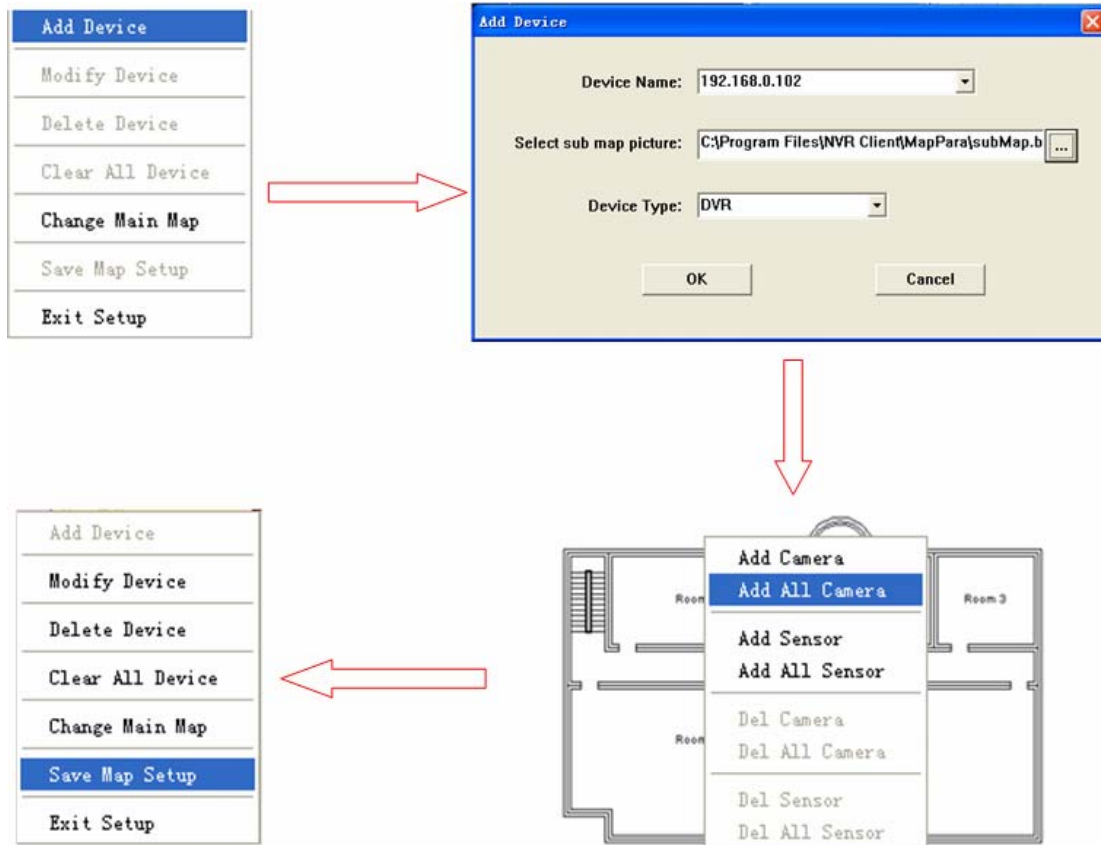 Add Device
Modify Device
Delete Device
Clear All Device
Change Main Map
Save Map Setup
Exit Setup
Add Device
Device Name: 192.168.0.102
Select sub map picture: C:\Program Files\NVR Client\MapPara\subMap.b ...
Device Type: DVR
OK Cancel
Add Camera
Add All Camera
Room Room 3
Add Sensor
Add All Sensor
Del Camera
Room
Del All Camera
Del Sensor
Del All Sensor
Add Device
Modify Device
Delete Device
Clear All Device
Change Main Map
Save Map Setup
Exit Setup